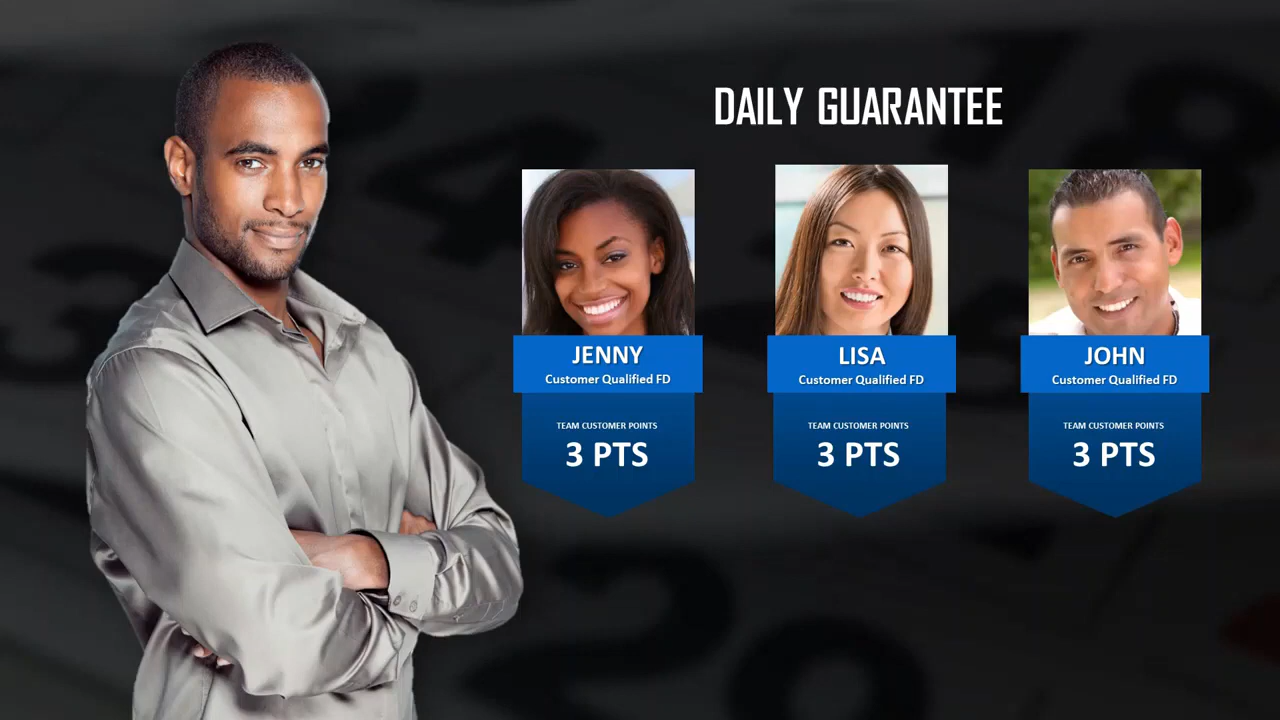 DAILY GUARANTEE
JENNY
Customer Qualified FD
TEAM CUSTOMER POINTS
3 PTS
LISA
Customer Qualified FD
TEAM CUSTOMER POINTS
3 PTS
JOHN
Customer Qualified FD
TEAM CUSTOMER POINTS
3 PTS